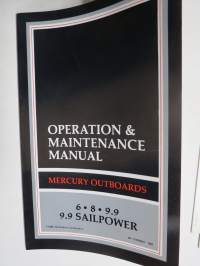 OPERATION &
MAINTENANCE
MANUAL
MERCURY OUTBOARDS
6 • 8 • 9.9
9.9 SAILPOWER